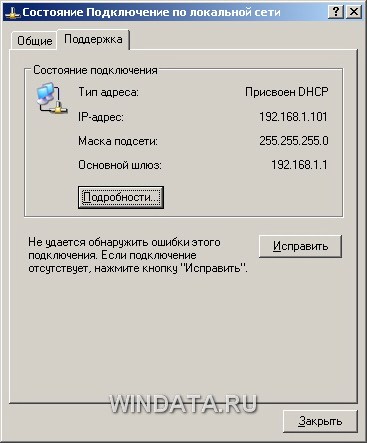 Состояние Подключение по локальной сети
Общие Поддержка
Состояние подключения
Тип адреса: Присвоен DHCP
IP-адрес: 192.168.1.101
Маска подсети: 255.255.255.0
Основной шлюз: 192.168.1.1
Подробности...
Не удается обнаружить ошибки этого
подключения. Если подключение
отсутствует, нажмите кнопку "Исправить".
Исправить
WINDATA.RU
Закрыть